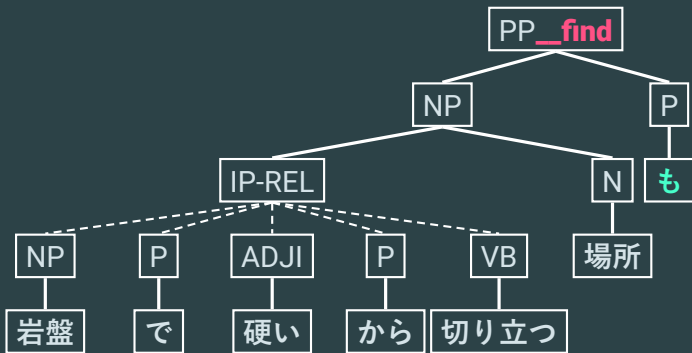 PP__find
NP P
IP-REL N も
NP P ADJI P VB 場所
岩盤 で 硬い から 切り立つ